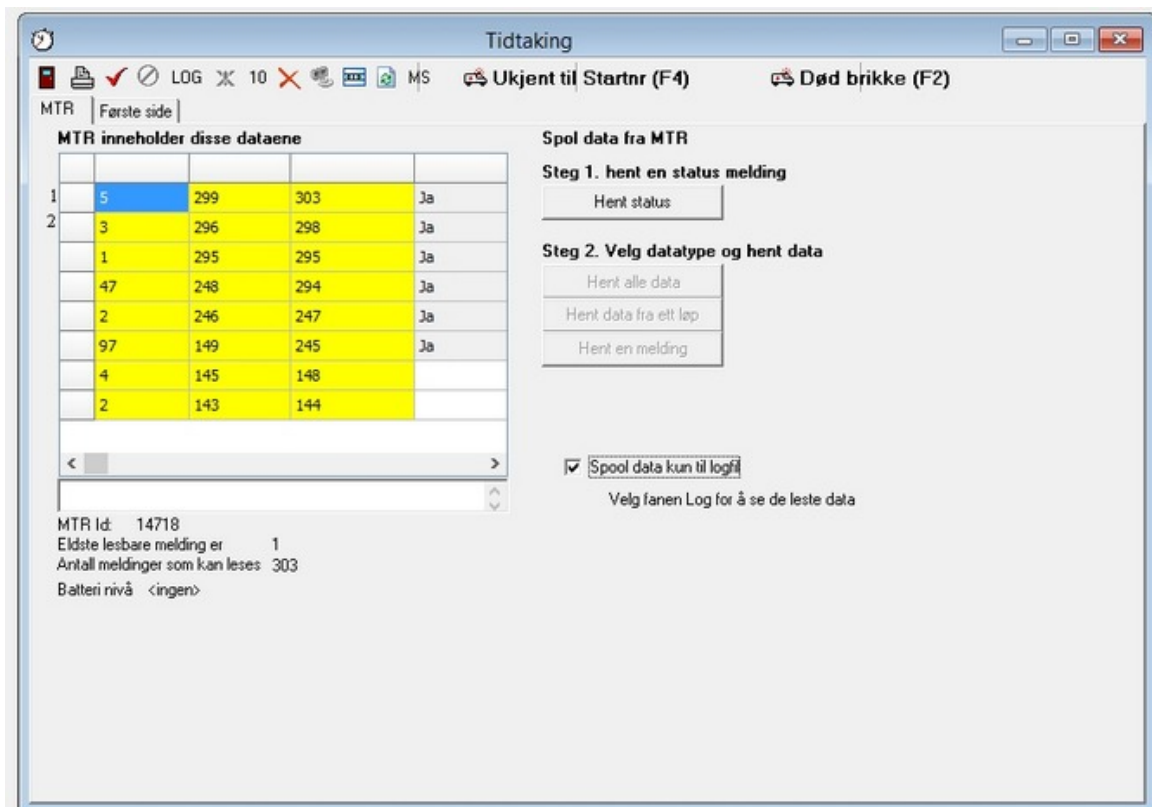 Tidtaking
LOG 10 MS Ukjent til Startnr (F4) Død brikke (F2)
MTR Første side
MTR inneholder disse dataene
1 5 299 303 Ja
2 3 296 298 Ja
1 295 295 Ja
47 248 294 Ja
2 246 247 Ja
97 149 245 Ja
4 145 148
2 143 144
MTR Id: 14718
Eldste lesbare melding er 1
Antall meldinger som kan leses 303
Batteri nivå <ingen>
Spol data fra MTR
Steg 1. hent en status melding
Hent status
Steg 2. Velg datatype og hent data
Hent alle data
Hent data fra ett løp
Hent en melding
Spool data kun til logfil
Velg fanen Log for å se de leste data